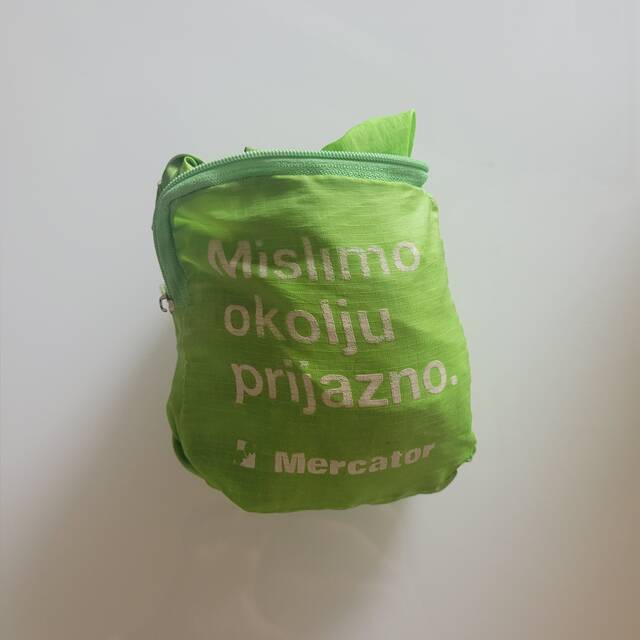 Mislimo
okolju
prijazno.
Mercator